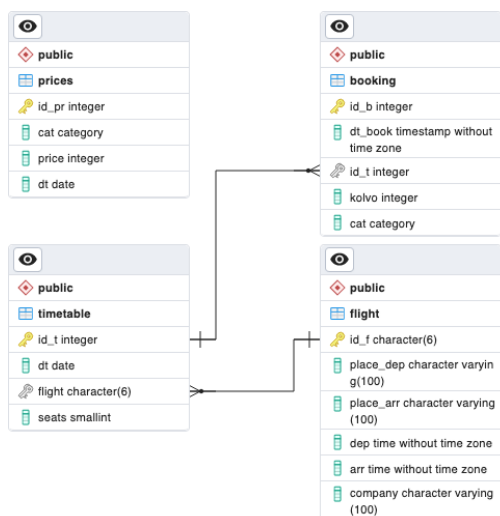 public
prices
id_pr integer
cat category
price integer
dt date
public
booking
id_b integer
dt_book timestamp without
time zone
id_t integer
kolvo integer
cat category
public
timetable
id_t integer
dt date
flight character(6)
seats smallint
public
flight
id_f character(6)
place_dep character varyin
g(100)
place_arr character varying
(100)
dep time without time zone
arr time without time zone
company character varying
(100)